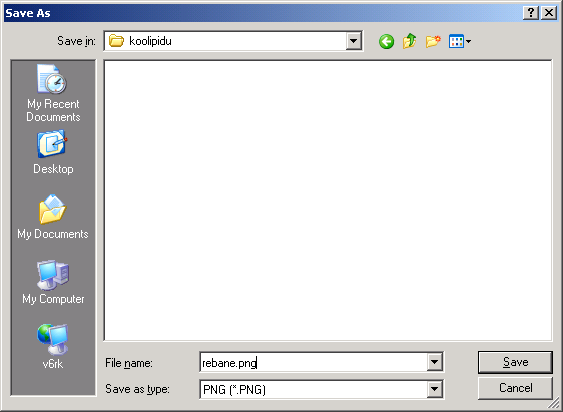 Save As
Save in: koolipidu
My Recent
Documents
Desktop
My Documents
My Computer
v6rk
File name: rebane.png Save
Save as type: PNG (*.PNG) Cancel